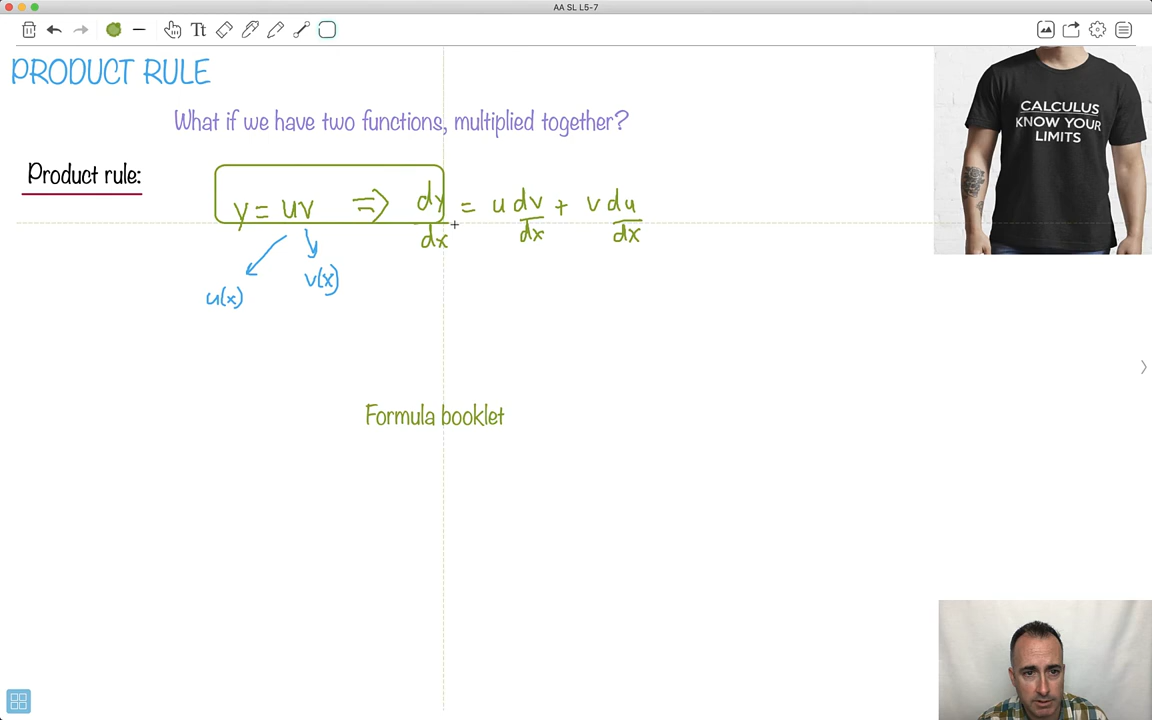 AA SL L5-7
Tt
PRODUCT RULE
What if we have two functions, multiplied together?
Product rule:
y = uv ⇒ dy/dx = u dv/dx + v du/dx
u(x) v(x)
Formula booklet
CALCULUS
KNOW YOUR
LIMITS